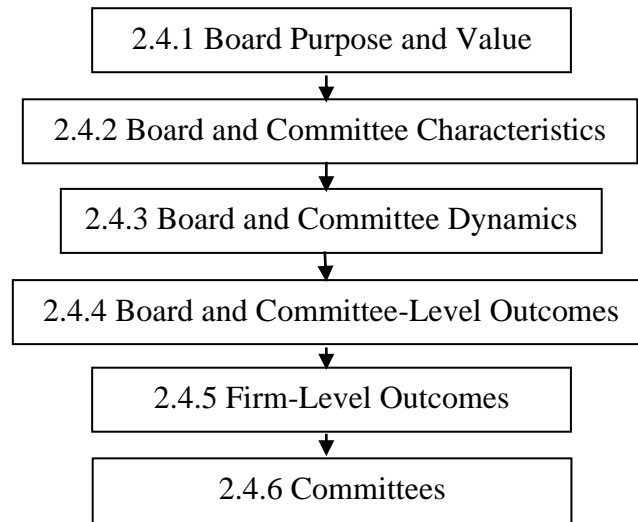 2.4.1 Board Purpose and Value
2.4.2 Board and Committee Characteristics
2.4.3 Board and Committee Dynamics
2.4.4 Board and Committee-Level Outcomes
2.4.5 Firm-Level Outcomes
2.4.6 Committees